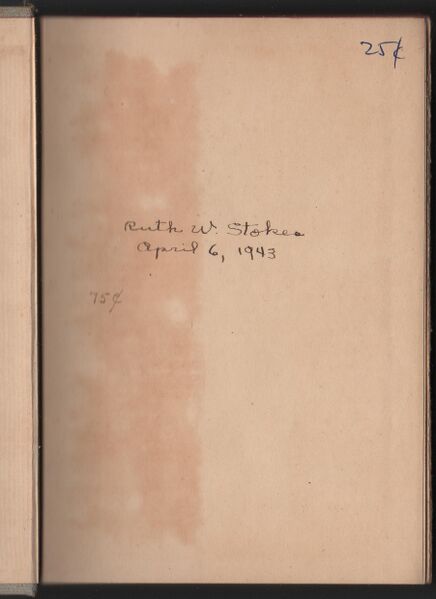 25¢
Ruth W. Stokes
April 6, 1943
75¢